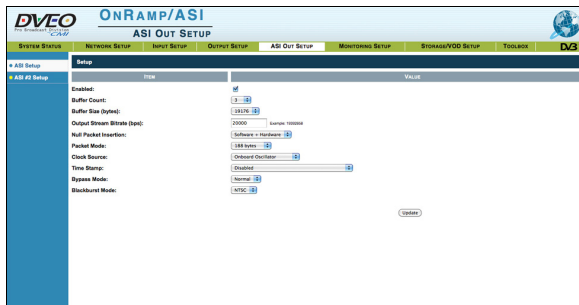 DVEO
Pro Broadcast Division
CMI
ONRAMP/ASI
ASI OUT SETUP
SYSTEM STATUS NETWORK SETUP INPUT SETUP OUTPUT SETUP ASI OUT SETUP MONITORING SETUP STORAGE/VOD SETUP TOOLBOX DVB
ASI Setup
ASI #3 Setup
Setup
ITEM VALUE
Enabled:
Buffer Count: 3
Buffer Size (bytes): 19176
Output Stream Bitrate (bps): 20000
Null Packet Insertion: Software + Hardware
Packet Mode: 188 bytes
Clock Source: Onboard Oscillator
Time Stamp: Disabled
Bypass Mode: Normal
Blackburst Mode: NTSC
Update